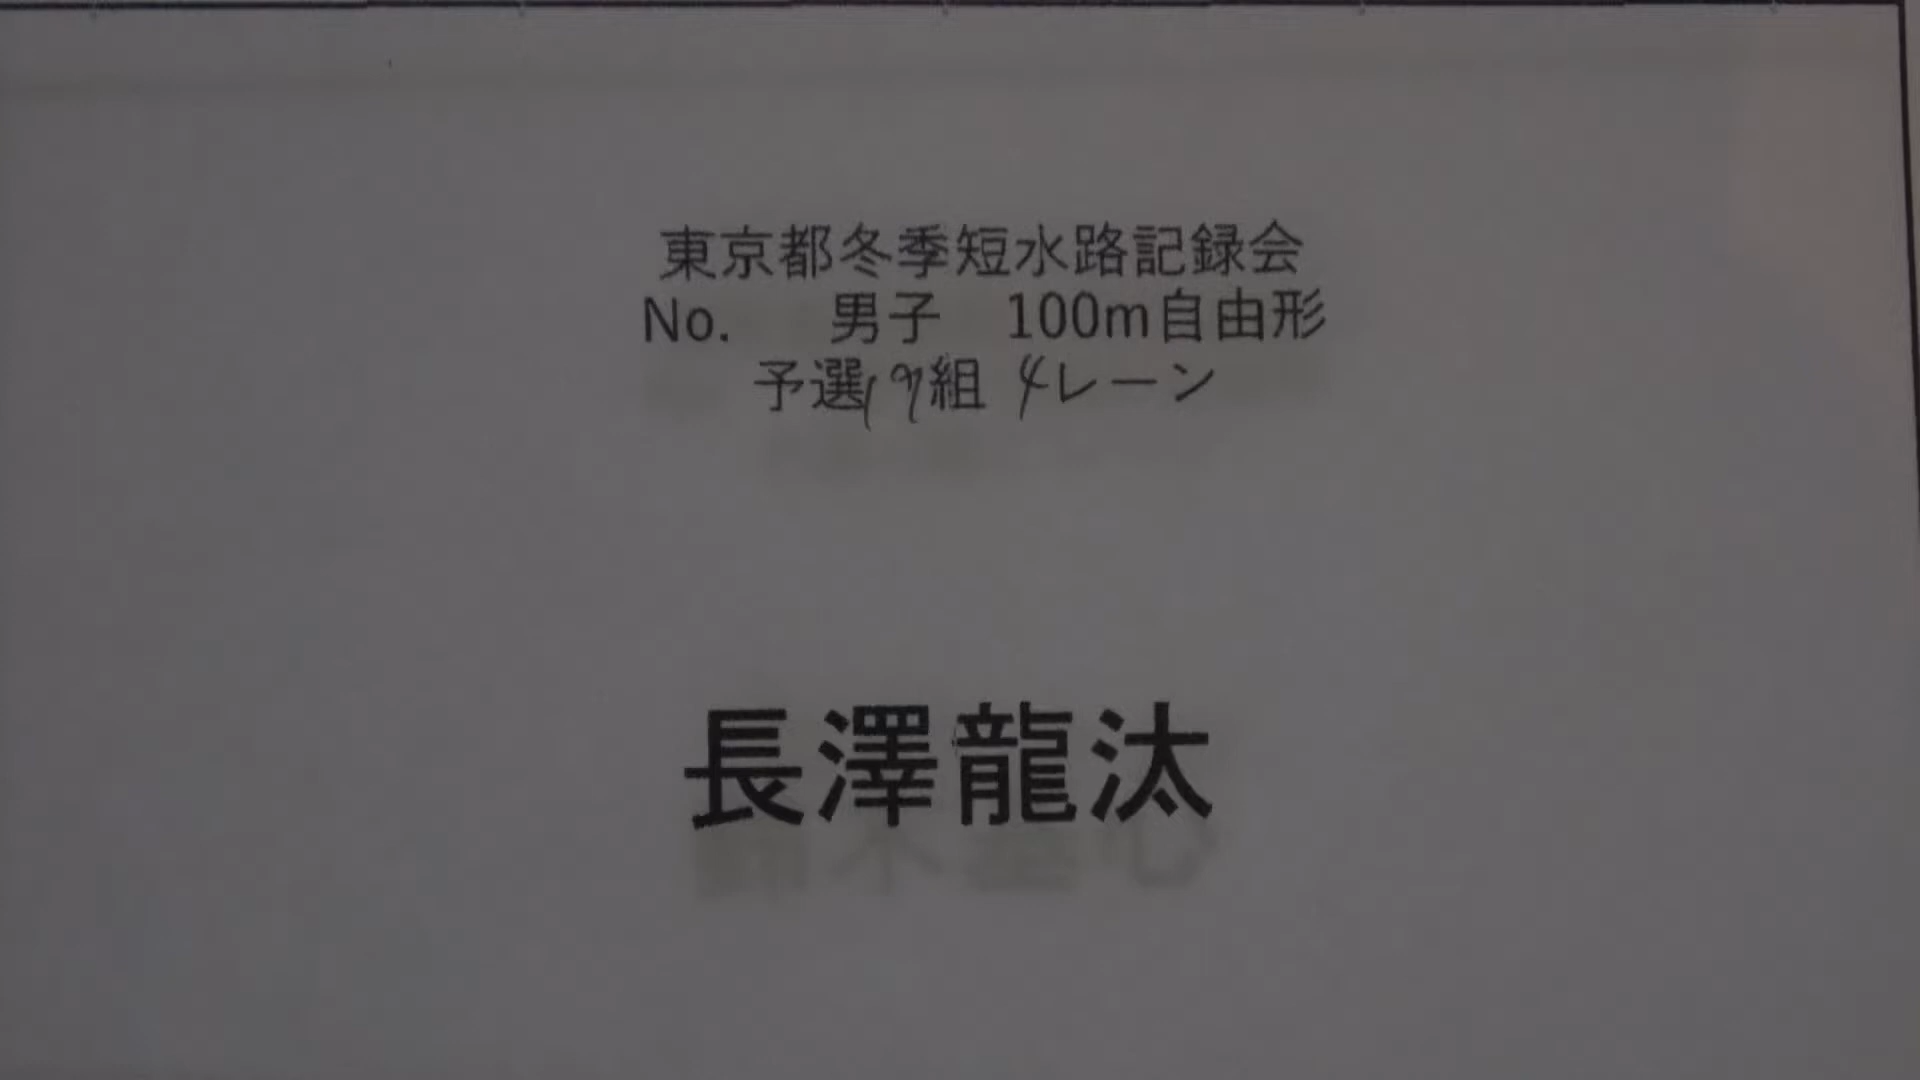 東京都冬季短水路記録会
No.　男子　100m自由形
予選19組 4レーン
長澤龍汰